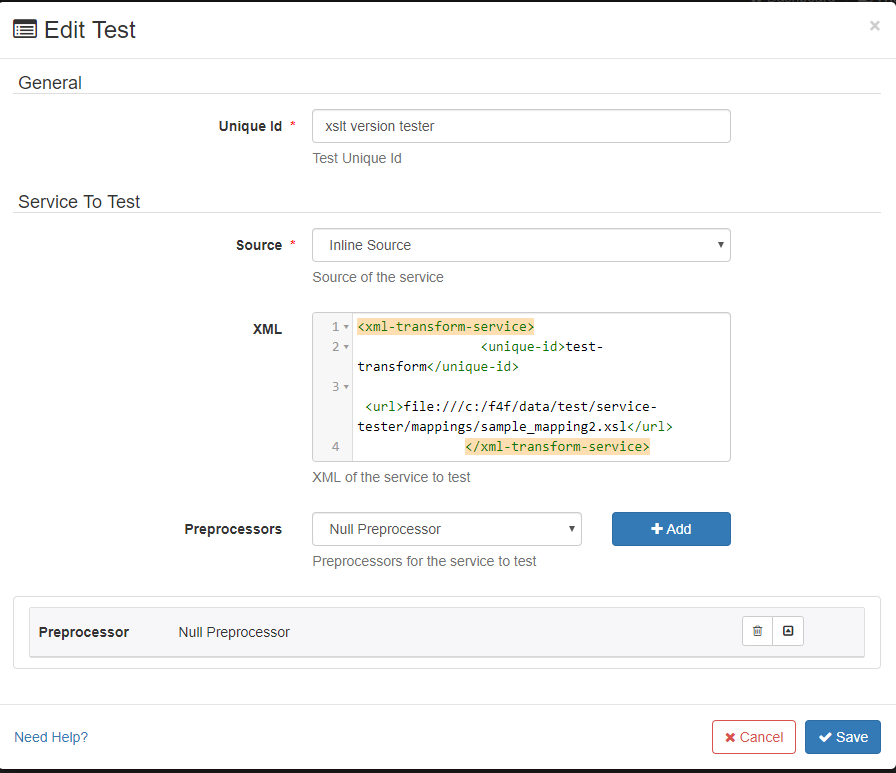 Edit Test
×
General
Unique Id *
xslt version tester
Test Unique Id
Service To Test
Source *
Inline Source
Source of the service
XML
1 <xml-transform-service>
2 <unique-id>test-
transform</unique-id>
3
<url>file:///c:/f4f/data/test/service-
tester/mappings/sample_mapping2.xsl</url>
4 </xml-transform-service>
XML of the service to test
Preprocessors
Null Preprocessor
Add
Preprocessors for the service to test
Preprocessor Null Preprocessor
Need Help?
Cancel
Save